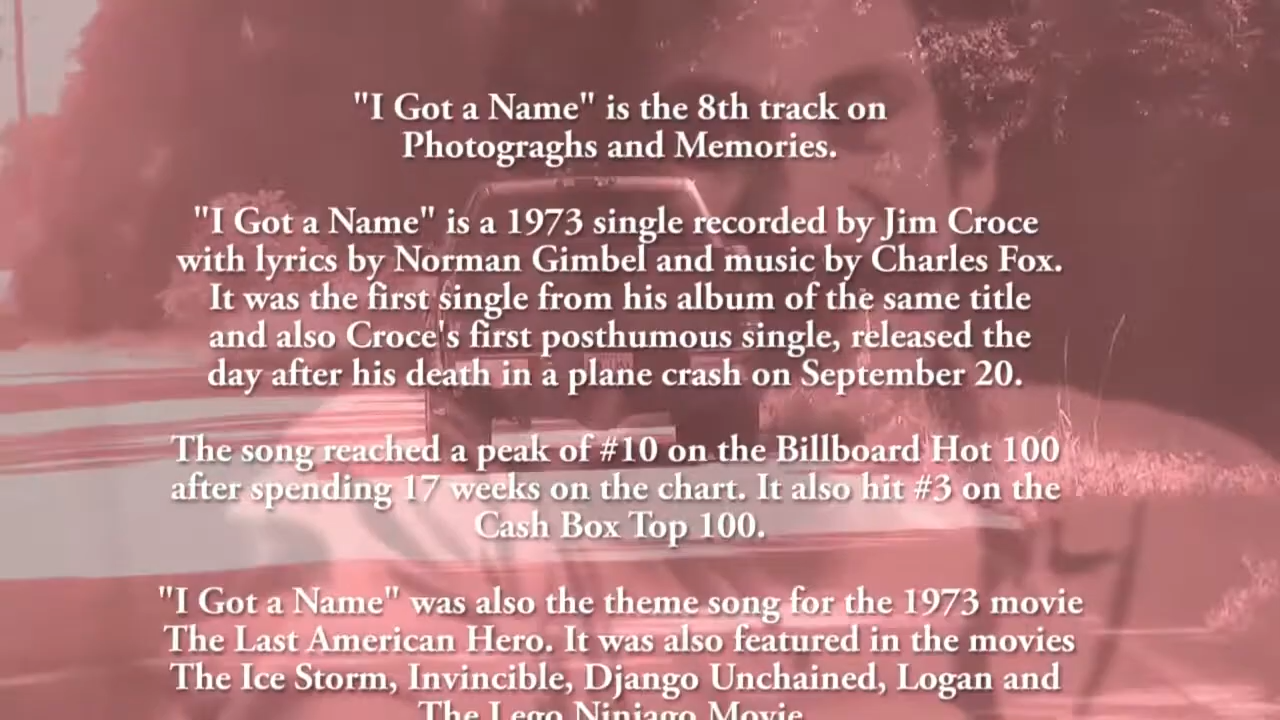 "I Got a Name" is the 8th track on
Photograghs and Memories.
"I Got a Name" is a 1973 single recorded by Jim Croce
with lyrics by Norman Gimbel and music by Charles Fox.
It was the first single from his album of the same title
and also Croce's first posthumous single, released the
day after his death in a plane crash on September 20.
The song reached a peak of #10 on the Billboard Hot 100
after spending 17 weeks on the chart. It also hit #3 on the
Cash Box Top 100.
"I Got a Name" was also the theme song for the 1973 movie
The Last American Hero. It was also featured in the movies
The Ice Storm, Invincible, Django Unchained, Logan and
The Lego Ninjago Movie.